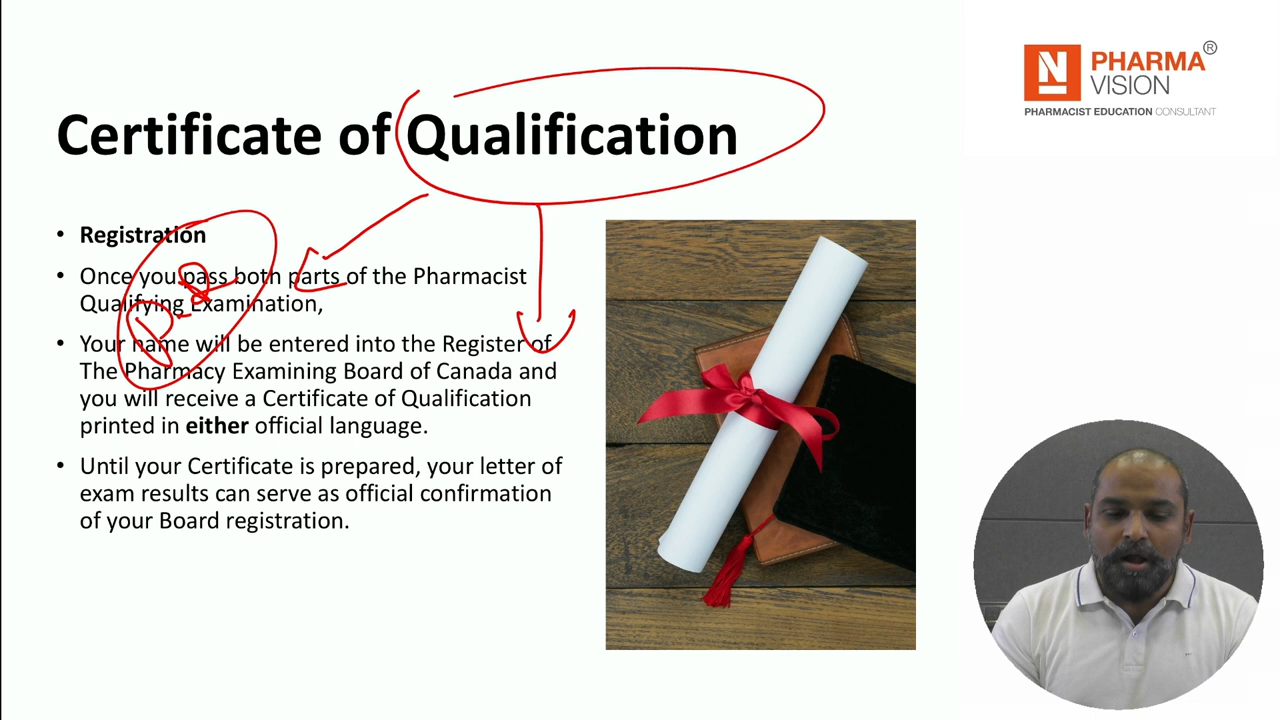 PHARMA®
VISION
PHARMACIST EDUCATION CONSULTANT
Certificate of Qualification
• Registration
• Once you pass both parts of the Pharmacist
Qualifying Examination,
• Your name will be entered into the Register of
The Pharmacy Examining Board of Canada and
you will receive a Certificate of Qualification
printed in either official language.
• Until your Certificate is prepared, your letter of
exam results can serve as official confirmation
of your Board registration.